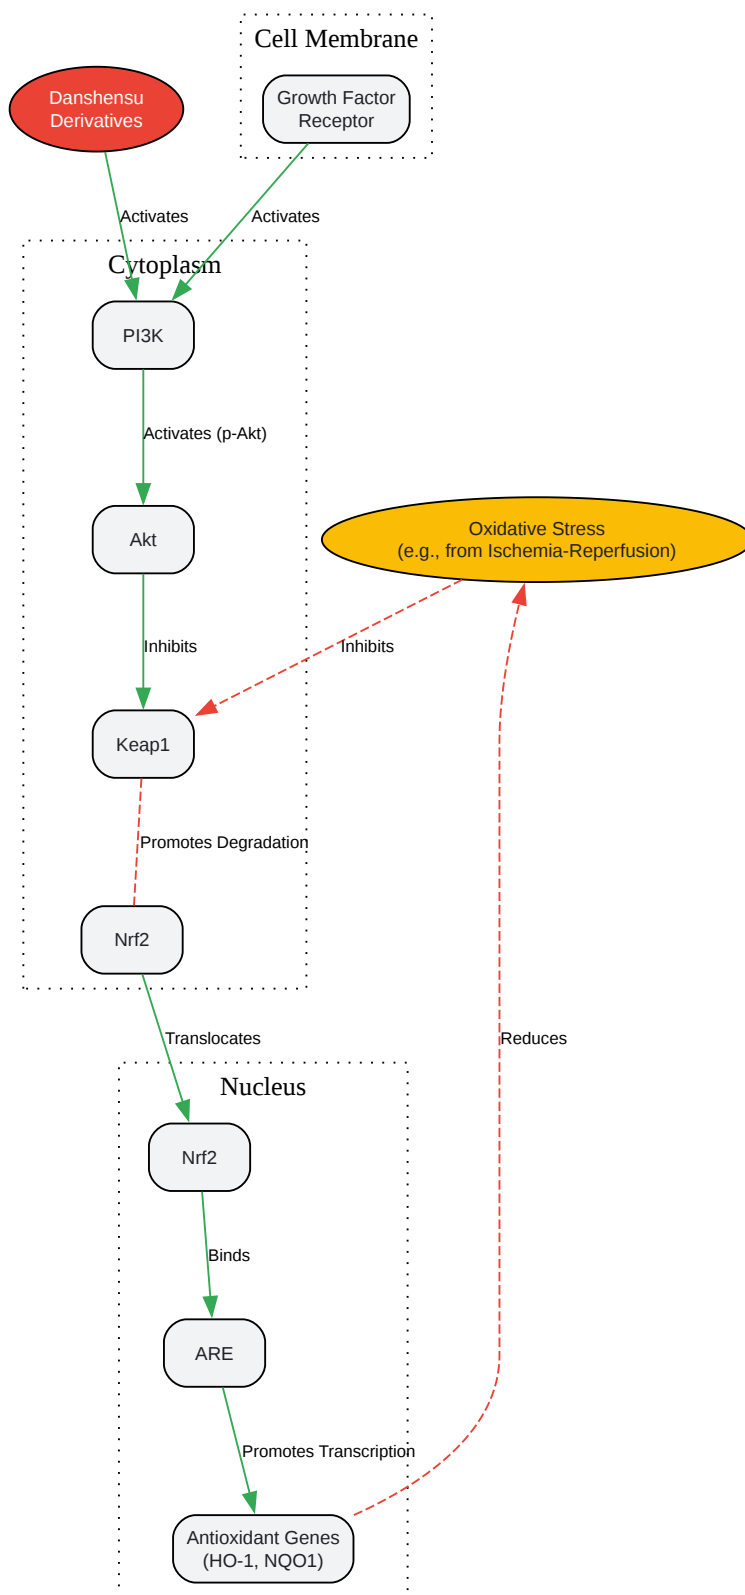 Cell Membrane
Danshensu
Derivatives
Growth Factor
Receptor
Activates
Activates
Cytoplasm
PI3K
Activates (p-Akt)
Akt
Oxidative Stress
(e.g., from Ischemia-Reperfusion)
Inhibits
Inhibits
Keap1
Promotes Degradation
Nrf2
Translocates
Reduces
Nucleus
Nrf2
Binds
ARE
Promotes Transcription
Antioxidant Genes
(HO-1, NQO1)